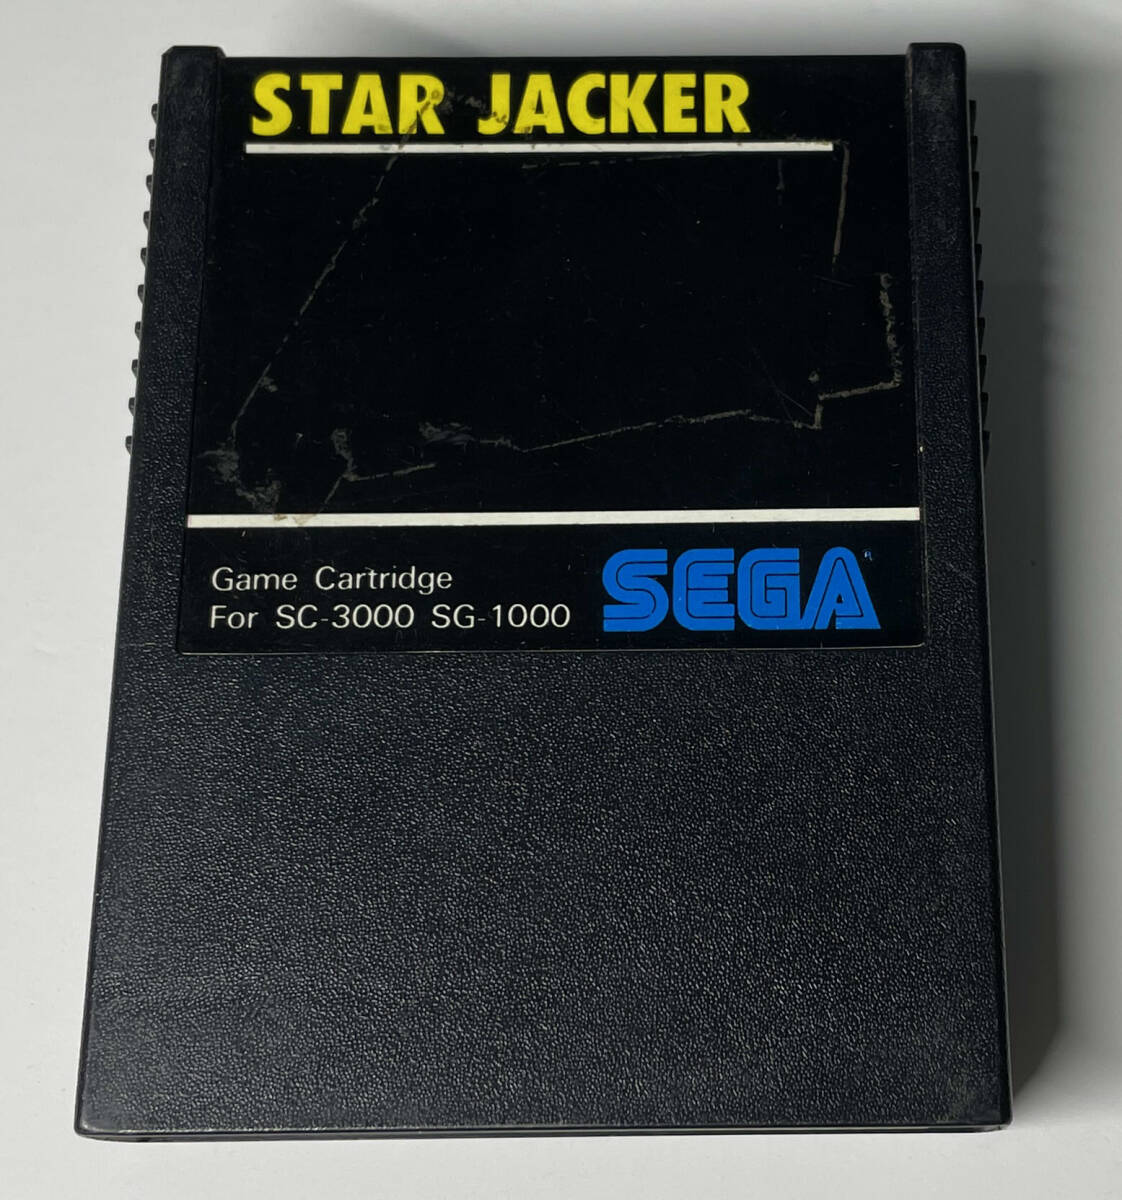 STAR JACKER
Game Cartridge
For SC-3000 SG-1000
SEGA®